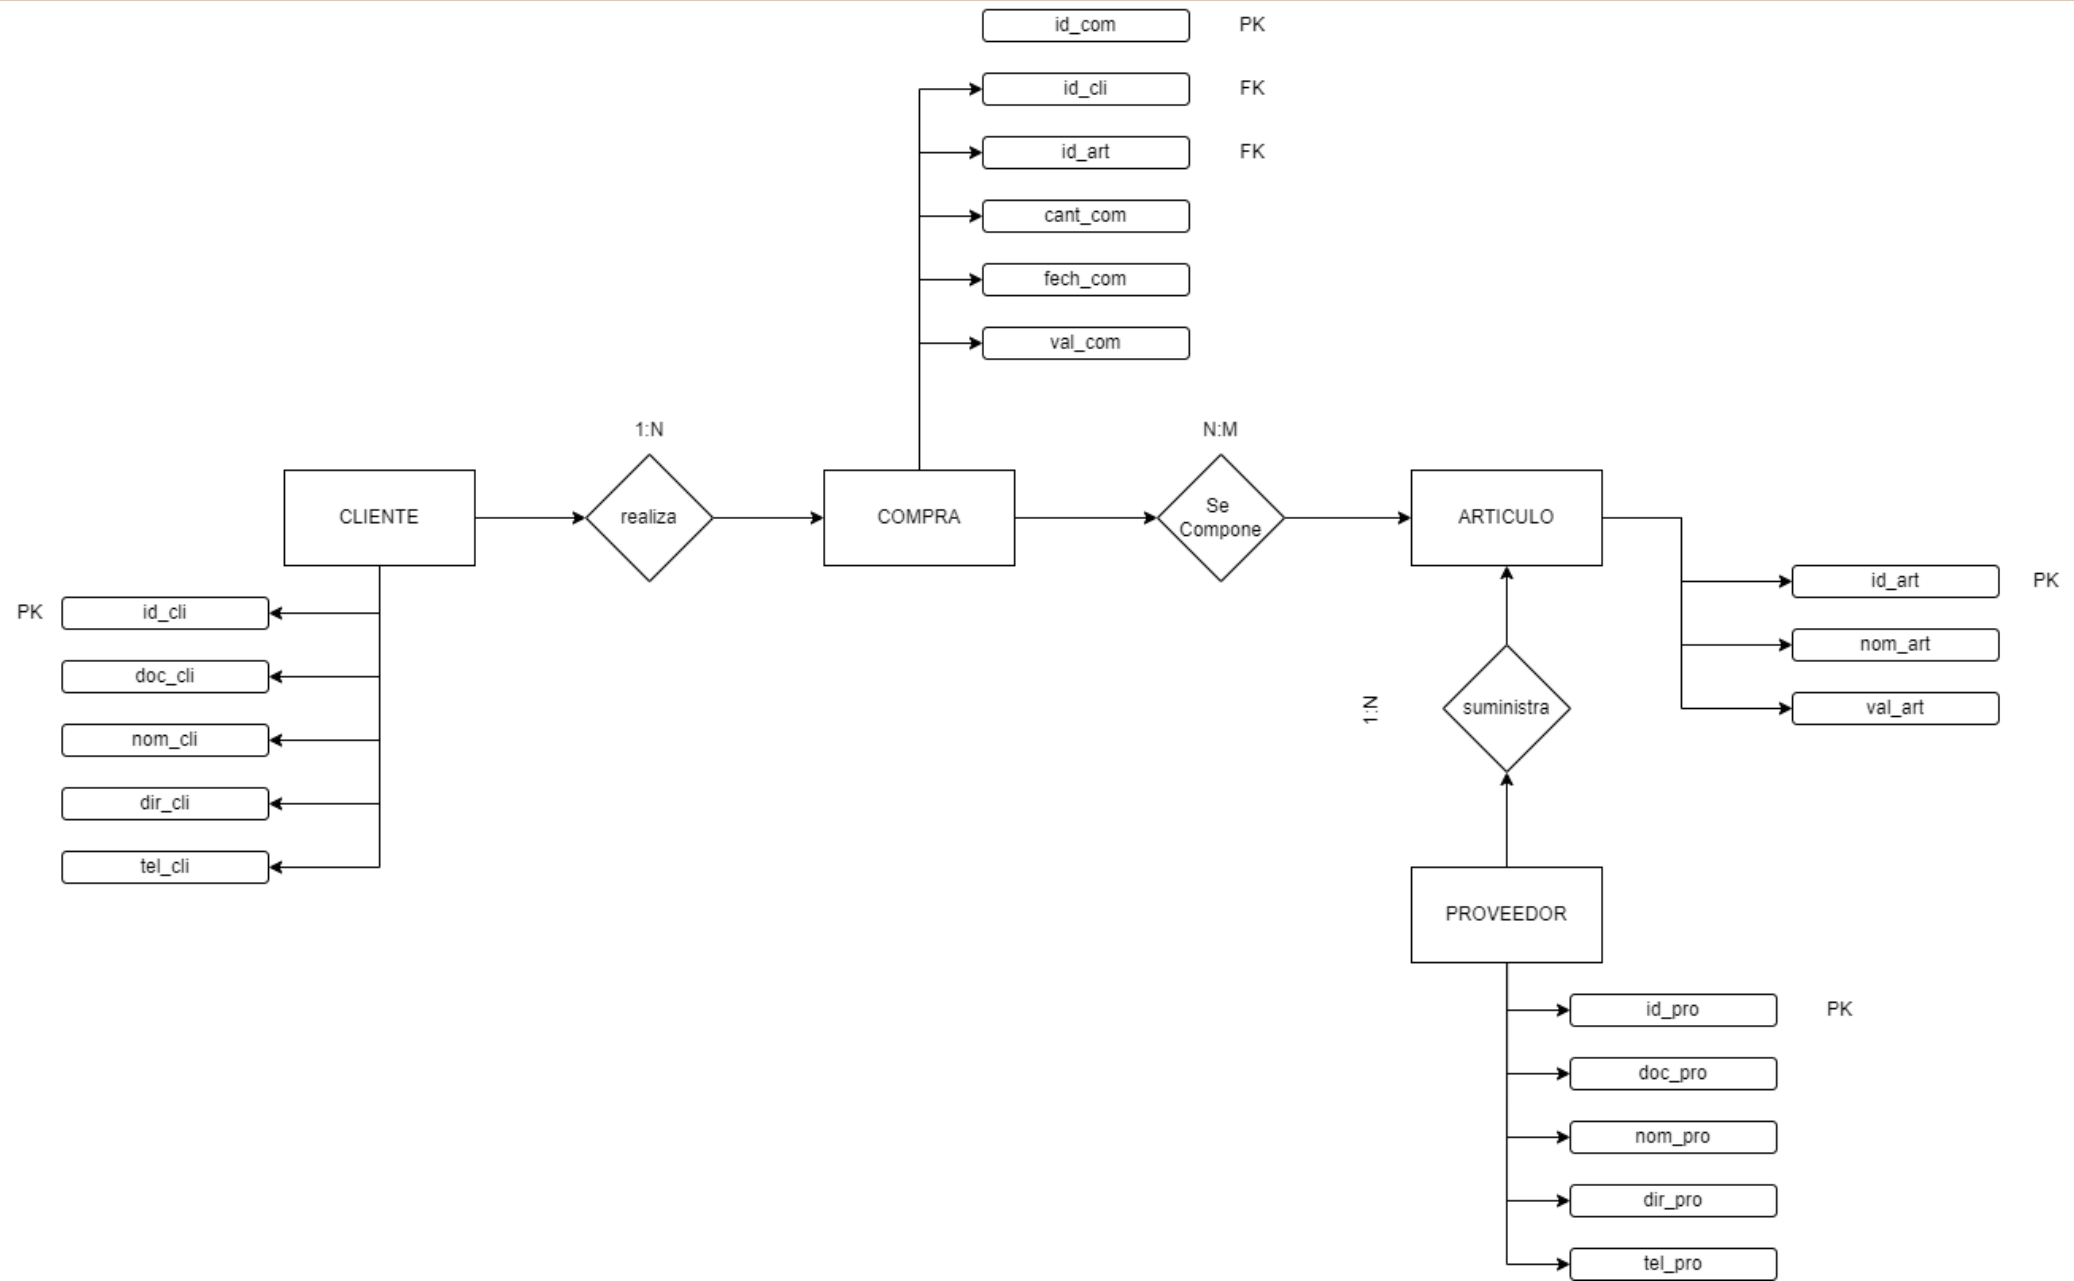 id_com PK
id_cli FK
id_art FK
cant_com
fech_com
val_com
1:N
N:M
CLIENTE
realiza
COMPRA
Se
Compone
ARTICULO
PK id_cli
doc_cli
nom_cli
dir_cli
tel_cli
id_art PK
nom_art
val_art
1:N
suministra
PROVEEDOR
id_pro PK
doc_pro
nom_pro
dir_pro
tel_pro